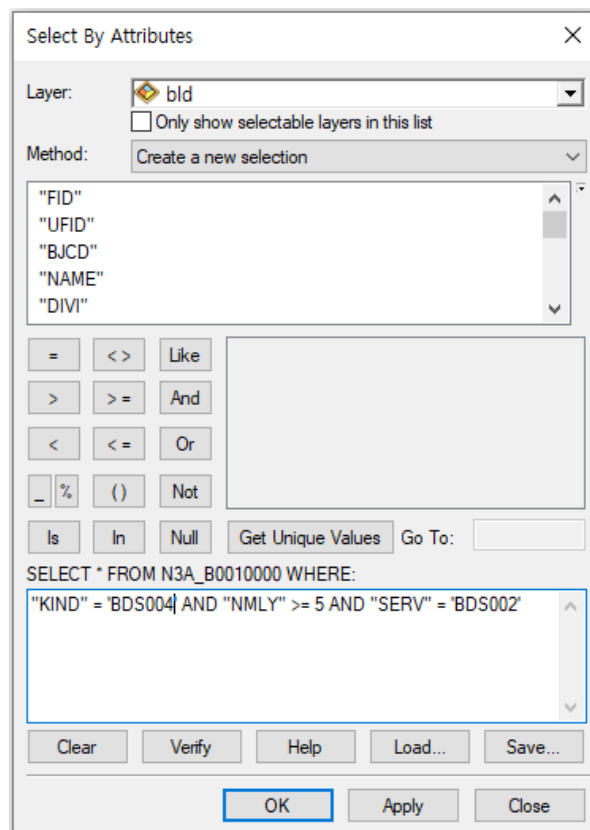 Select By Attributes
Layer: bld
Only show selectable layers in this list
Method: Create a new selection
"FID"
"UFID"
"BJCD"
"NAME"
"DIVI"
= < > Like
> > = And
< < = Or
_ % ( ) Not
Is In Null Get Unique Values Go To:
SELECT * FROM N3A_B0010000 WHERE:
"KIND" = 'BDS004' AND "NMLY" >= 5 AND "SERV" = 'BDS002'
Clear Verify Help Load... Save...
OK Apply Close